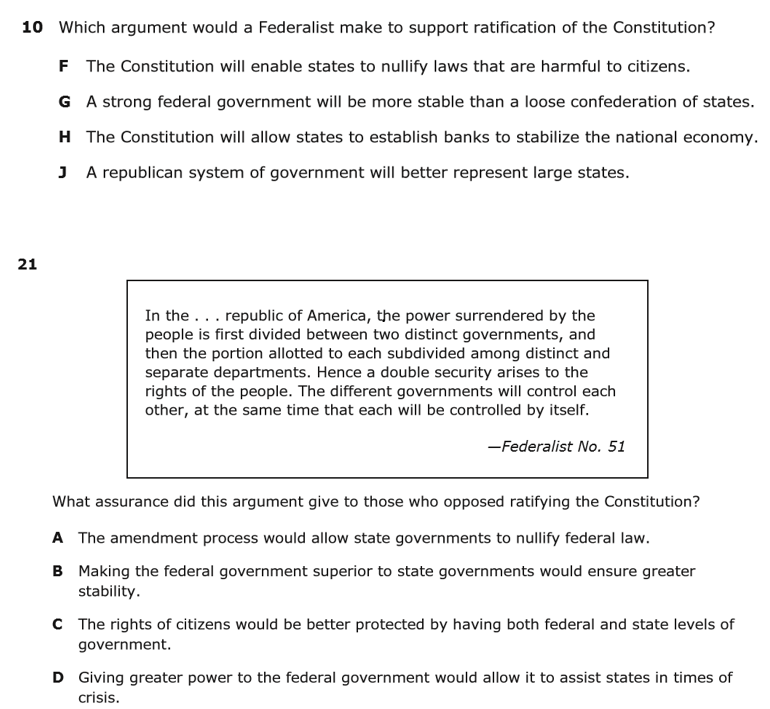 10 Which argument would a Federalist make to support ratification of the Constitution?
F The Constitution will enable states to nullify laws that are harmful to citizens.
G A strong federal government will be more stable than a loose confederation of states.
H The Constitution will allow states to establish banks to stabilize the national economy.
J A republican system of government will better represent large states.
21
In the . . . republic of America, the power surrendered by the
people is first divided between two distinct governments, and
then the portion allotted to each subdivided among distinct and
separate departments. Hence a double security arises to the
rights of the people. The different governments will control each
other, at the same time that each will be controlled by itself.
—Federalist No. 51
What assurance did this argument give to those who opposed ratifying the Constitution?
A The amendment process would allow state governments to nullify federal law.
B Making the federal government superior to state governments would ensure greater
stability.
C The rights of citizens would be better protected by having both federal and state levels of
government.
D Giving greater power to the federal government would allow it to assist states in times of
crisis.